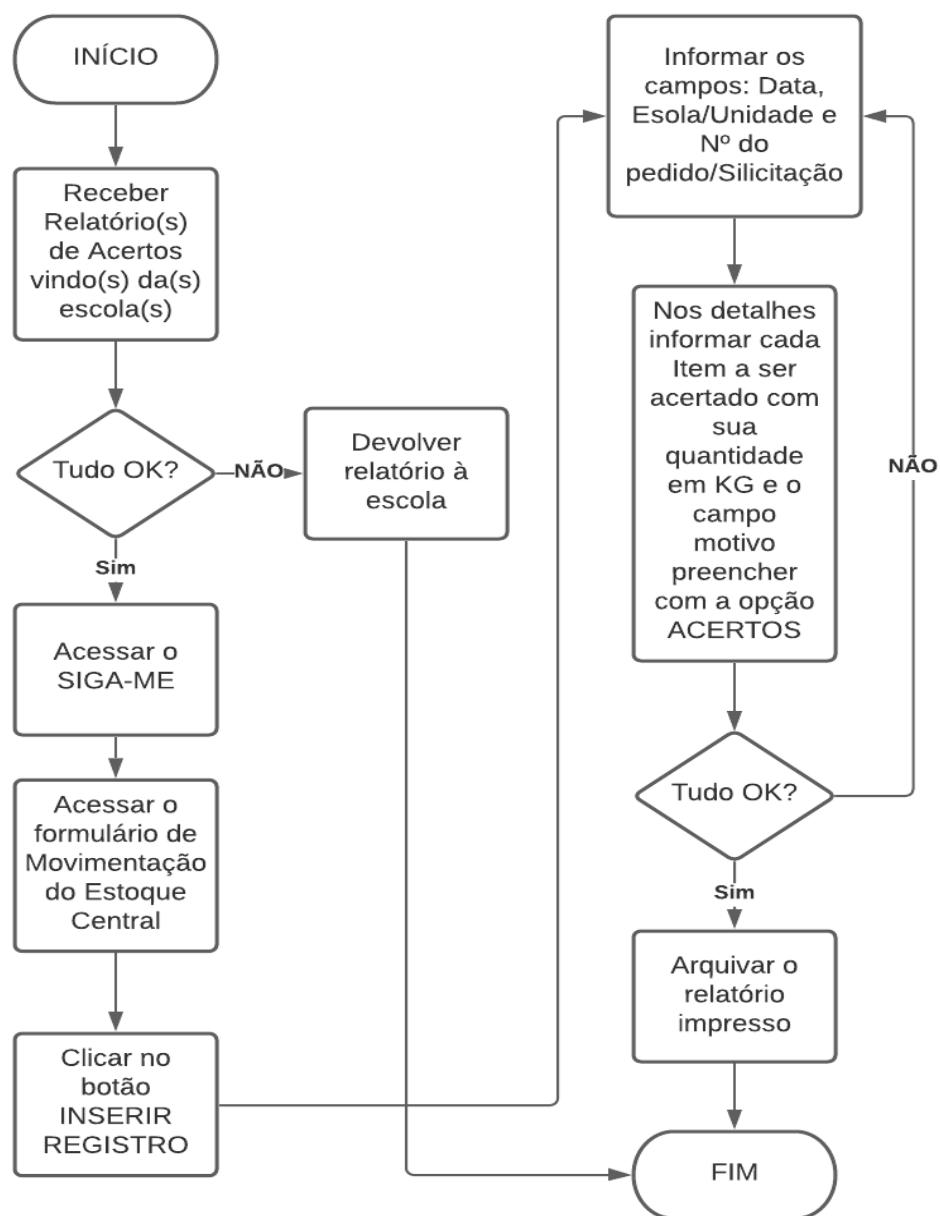 INÍCIO
Receber
Relatório(s)
de Acertos
vindo(s) da(s)
escola(s)
Tudo OK?
NÃO
Devolver
relatório à
escola
Sim
Acessar o
SIGA-ME
Acessar o
formulário de
Movimentação
do Estoque
Central
Clicar no
botão
INSERIR
REGISTRO
Informar os
campos: Data,
Esola/Unidade e
Nº do
pedido/Silicitação
Nos detalhes
informar cada
Item a ser
acertado com
sua
quantidade
em KG e o
campo
motivo
preencher
com a opção
ACERTOS
Tudo OK?
NÃO
Sim
Arquivar o
relatório
impresso
FIM